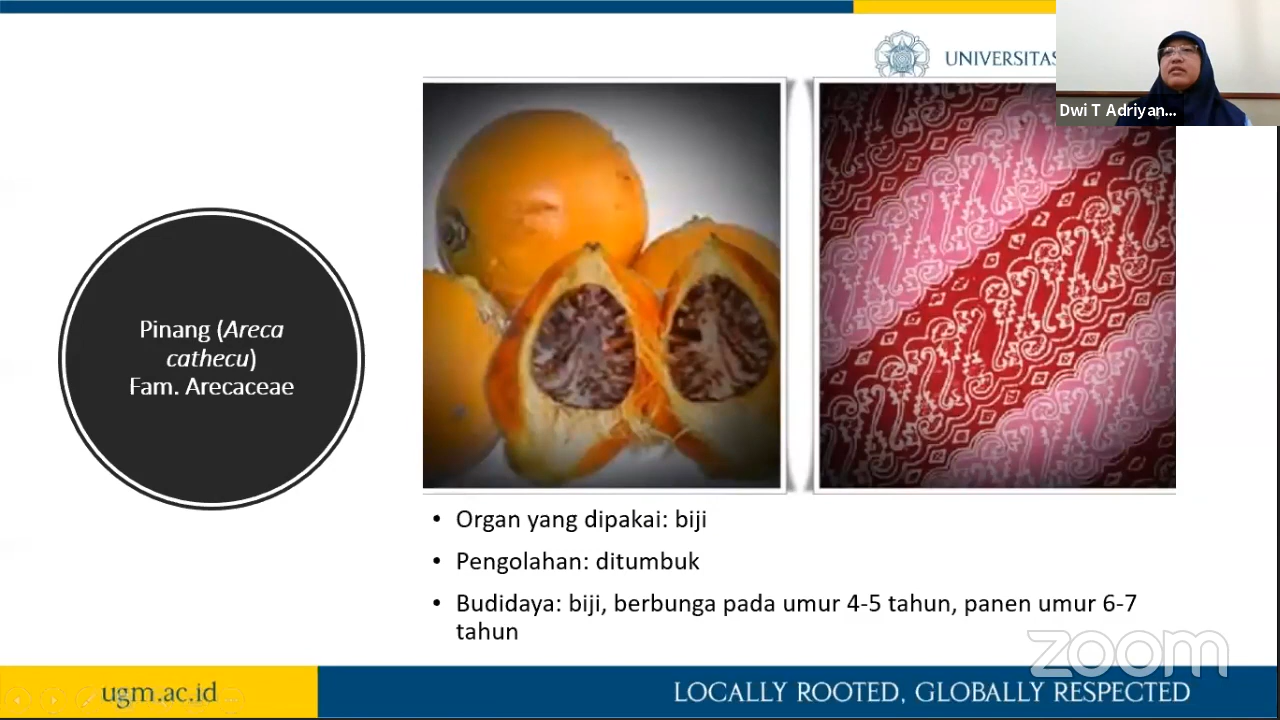 UNIVERSITAS
Dwi T Adriyan...
Pinang (Areca
cathecu)
Fam. Arecaceae
• Organ yang dipakai: biji
• Pengolahan: ditumbuk
• Budidaya: biji, berbunga pada umur 4-5 tahun, panen umur 6-7
tahun
zoom
ugm.ac.id
LOCALLY ROOTED, GLOBALLY RESPECTED